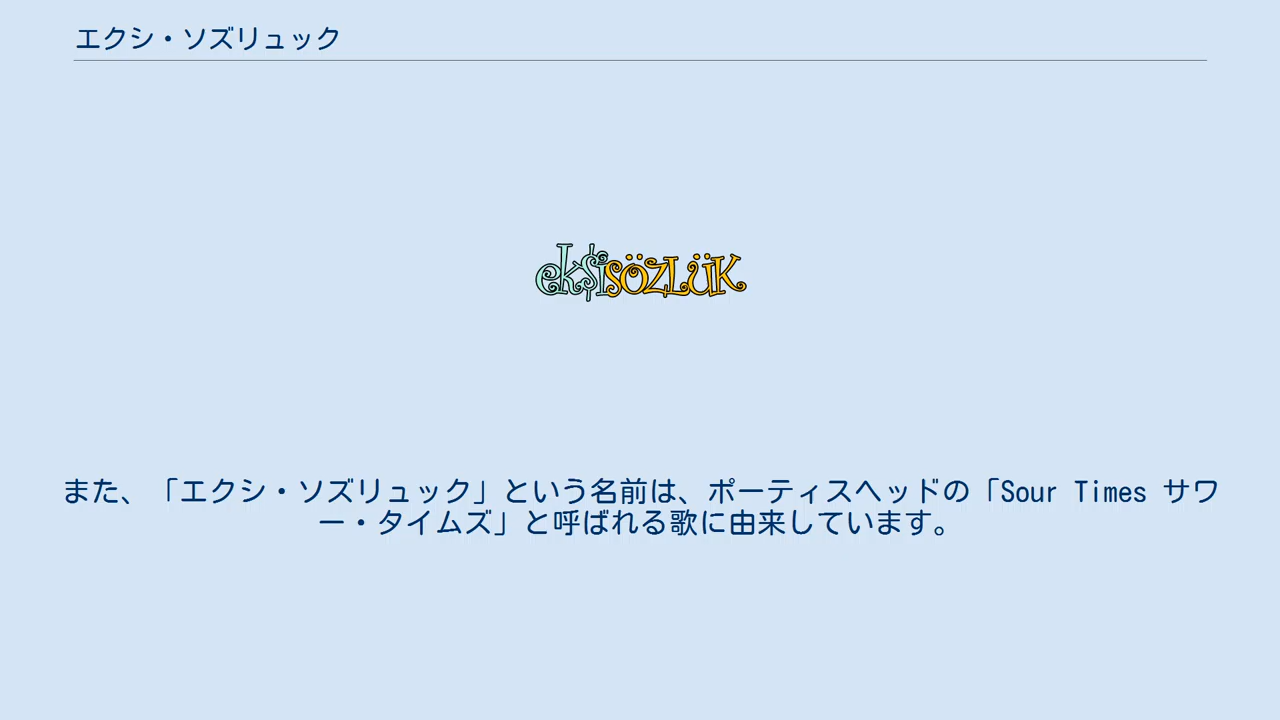 エクシ・ソズリュック
ekşisözlük
また、「エクシ・ソズリュック」という名前は、ポーティスヘッドの「Sour Times サワ
ー・タイムズ」と呼ばれる歌に由来しています。